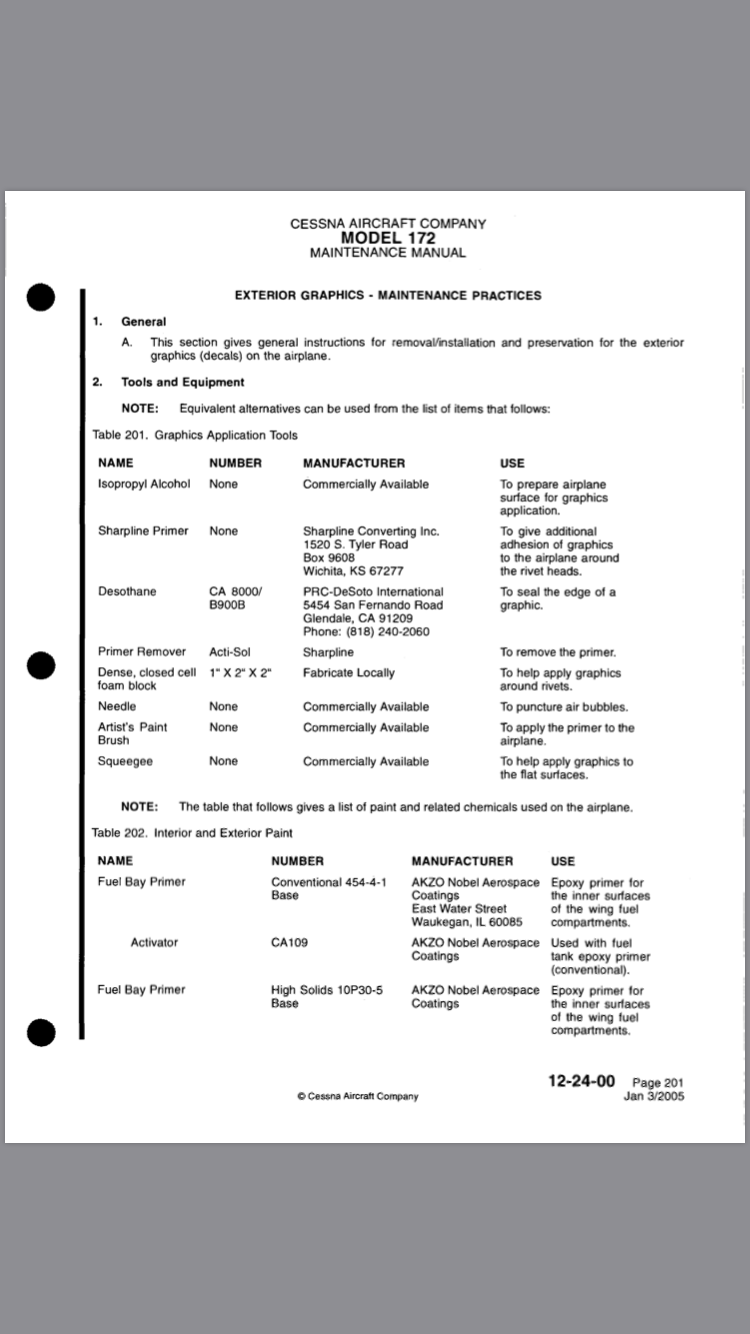 CESSNA AIRCRAFT COMPANY
MODEL 172
MAINTENANCE MANUAL
EXTERIOR GRAPHICS - MAINTENANCE PRACTICES
1. General
A. This section gives general instructions for removal/installation and preservation for the exterior
graphics (decals) on the airplane.
2. Tools and Equipment
NOTE: Equivalent alternatives can be used from the list of items that follows:
Table 201. Graphics Application Tools
NAME NUMBER MANUFACTURER USE
Isopropyl Alcohol None Commercially Available To prepare airplane
surface for graphics
application.
Sharpline Primer None Sharpline Converting Inc. To give additional
1520 S. Tyler Road adhesion of graphics
Box 9608 to the airplane around
Wichita, KS 67277 the rivet heads.
Desothane CA 8000/ PRC-DeSoto International To seal the edge of a
B900B 5454 San Fernando Road graphic.
Glendale, CA 91209
Phone: (818) 240-2060
Primer Remover Acti-Sol Sharpline To remove the primer.
Dense, closed cell 1" X 2" X 2" Fabricate Locally To help apply graphics
foam block around rivets.
Needle None Commercially Available To puncture air bubbles.
Artist's Paint None Commercially Available To apply the primer to the
Brush airplane.
Squeegee None Commercially Available To help apply graphics to
the flat surfaces.
NOTE: The table that follows gives a list of paint and related chemicals used on the airplane.
Table 202. Interior and Exterior Paint
NAME NUMBER MANUFACTURER USE
Fuel Bay Primer Conventional 454-4-1 AKZO Nobel Aerospace Epoxy primer for
Base Coatings the inner surfaces
East Water Street of the wing fuel
Waukegan, IL 60085 compartments.
Activator CA109 AKZO Nobel Aerospace Used with fuel
Coatings tank epoxy primer
(conventional).
Fuel Bay Primer High Solids 10P30-5 AKZO Nobel Aerospace Epoxy primer for
Base Coatings the inner surfaces
of the wing fuel
compartments.
12-24-00 Page 201
© Cessna Aircraft Company Jan 3/2005